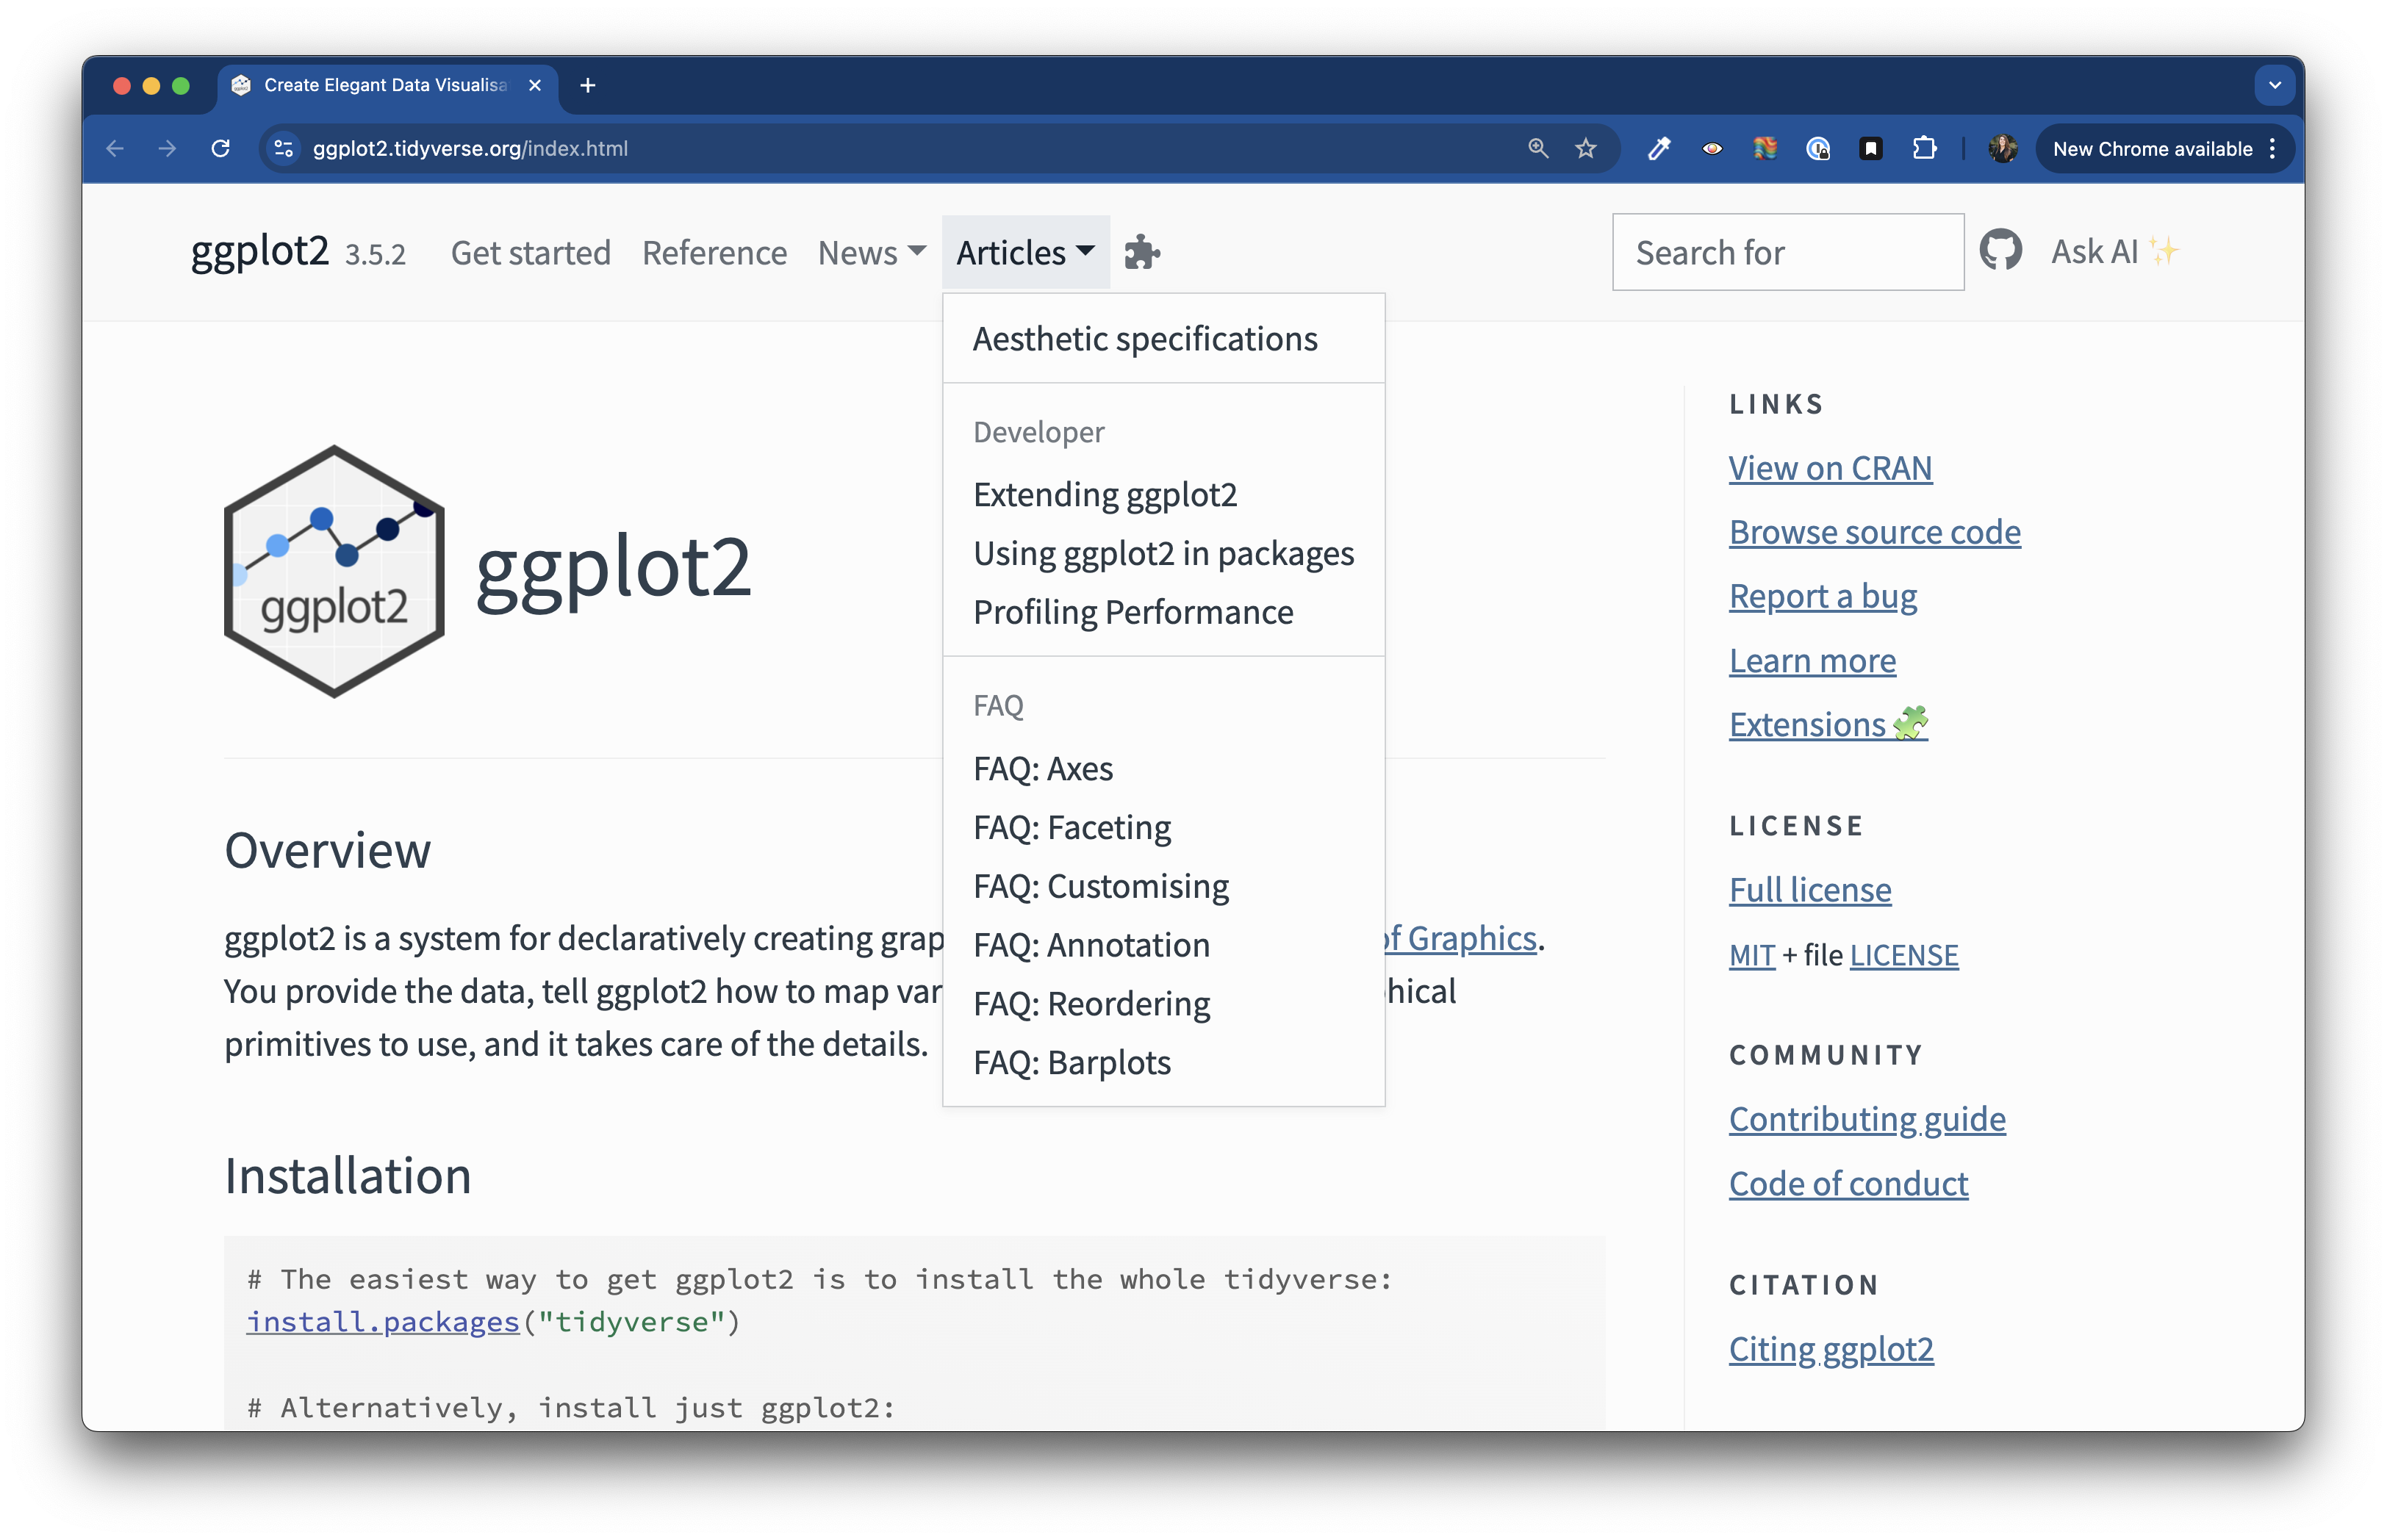 Create Elegant Data Visualisa
ggplot2.tidyverse.org/index.html
New Chrome available
ggplot2 3.5.2 Get started Reference News Articles Search for Ask AI ✨
Aesthetic specifications
Developer
Extending ggplot2
Using ggplot2 in packages
Profiling Performance
FAQ
FAQ: Axes
FAQ: Faceting
FAQ: Customising
FAQ: Annotation
FAQ: Reordering
FAQ: Barplots
ggplot2
ggplot2
Overview
ggplot2 is a system for declaratively creating grap of Graphics.
You provide the data, tell ggplot2 how to map var hical
primitives to use, and it takes care of the details.
Installation
# The easiest way to get ggplot2 is to install the whole tidyverse:
install.packages("tidyverse")
# Alternatively, install just ggplot2:
LINKS
View on CRAN
Browse source code
Report a bug
Learn more
Extensions 🧩
LICENSE
Full license
MIT + file LICENSE
COMMUNITY
Contributing guide
Code of conduct
CITATION
Citing ggplot2